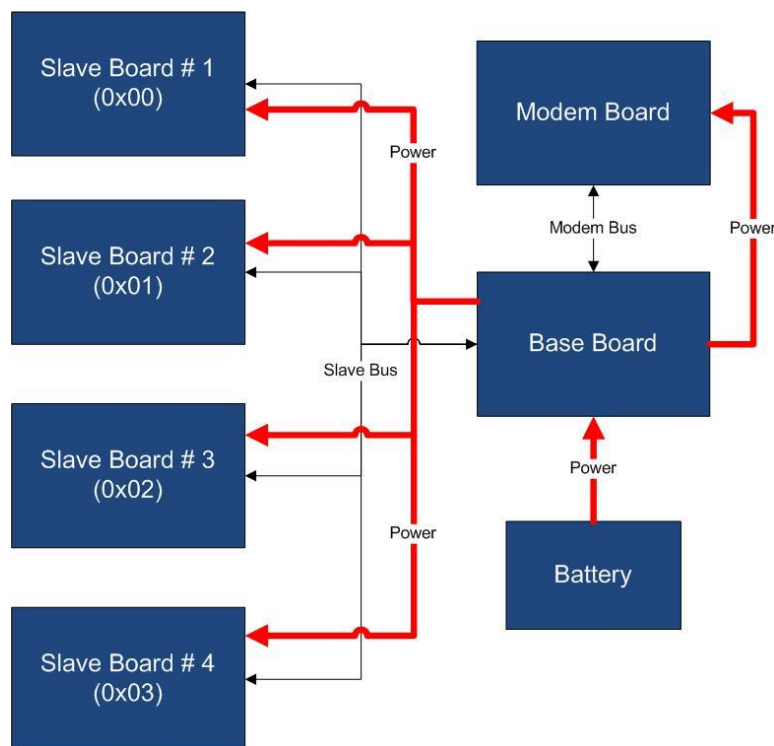 Slave Board # 1
(0x00)
Modem Board
Power
Slave Board # 2
(0x01)
Modem Bus
Power
Base Board
Slave Bus
Slave Board # 3
(0x02)
Power
Power
Battery
Slave Board # 4
(0x03)